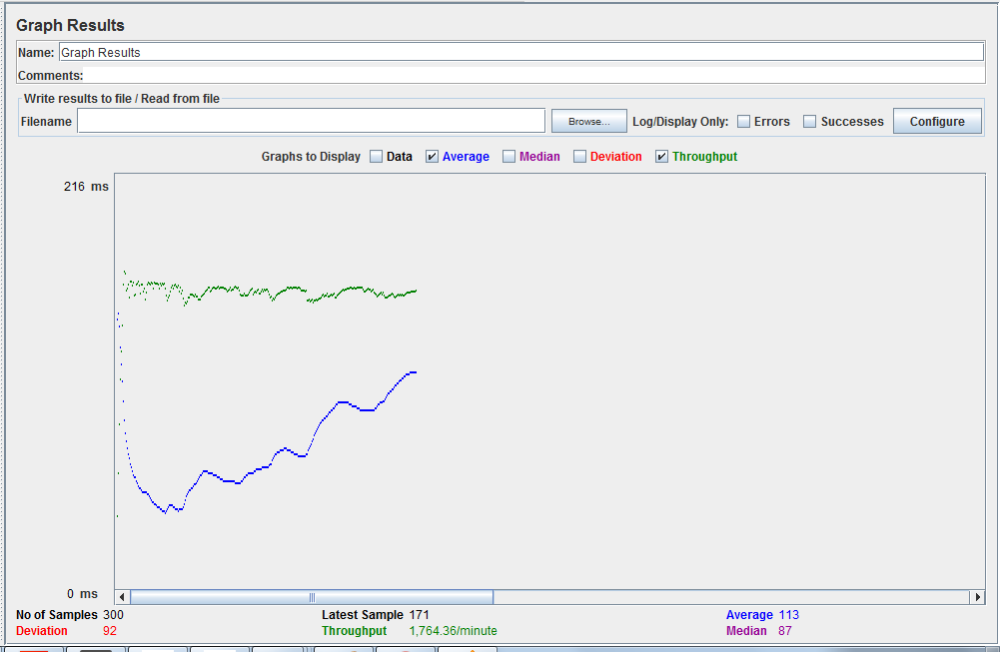 Graph Results
Name: Graph Results
Comments:
Write results to file / Read from file
Filename Browse... Log/Display Only: Errors Successes Configure
Graphs to Display Data Average Median Deviation Throughput
216 ms
0 ms
No of Samples 300 Latest Sample 171 Average 113
Deviation 92 Throughput 1,764.36/minute Median 87